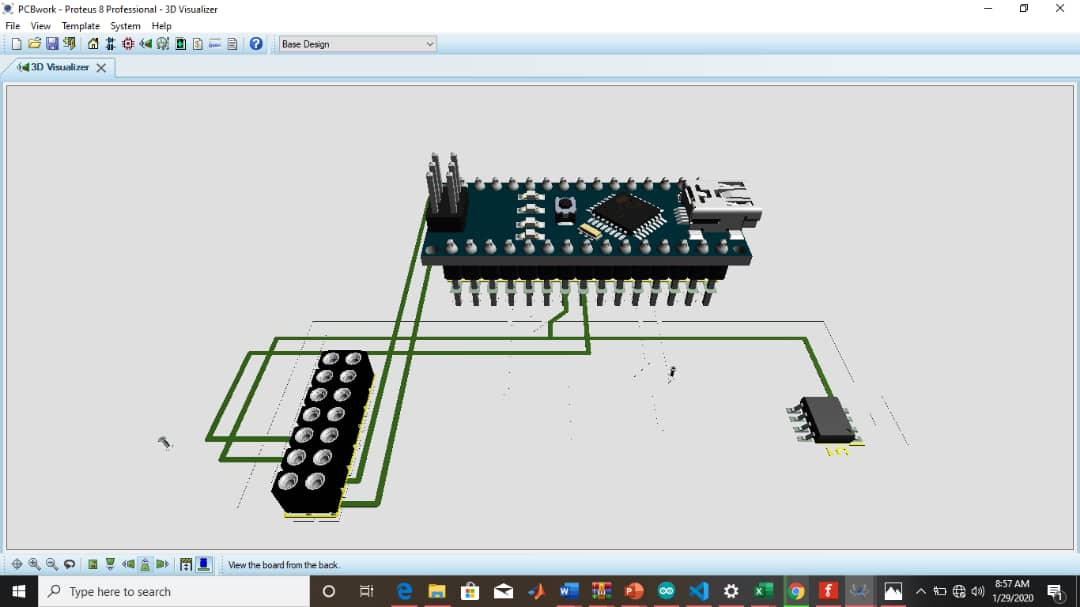 PCBwork - Proteus 8 Professional - 3D Visualizer
File View Template System Help
Base Design
3D Visualizer
View the board from the back.
Type here to search
8:57 AM
1/29/2020